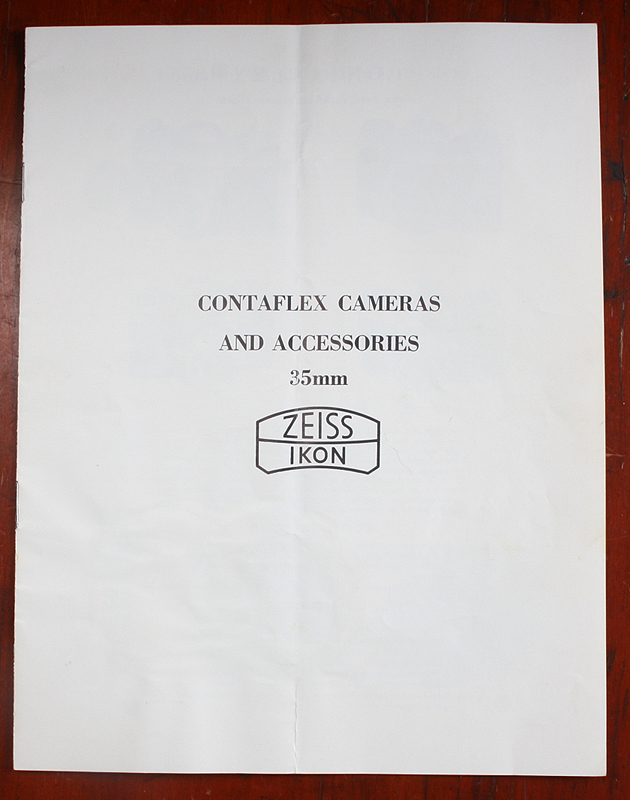 CONTAFLEX CAMERAS
AND ACCESSORIES
35mm
ZEISS
IKON